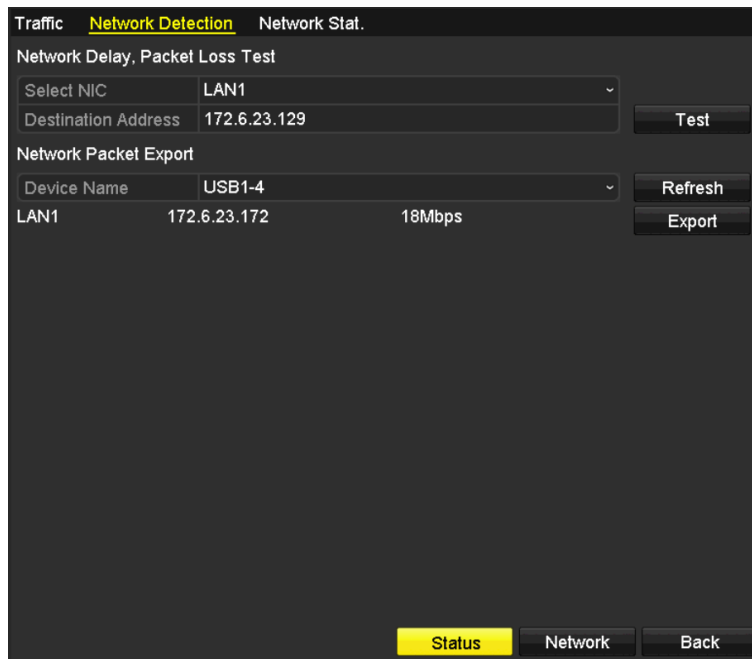 Traffic Network Detection Network Stat.
Network Delay, Packet Loss Test
Select NIC LAN1
Destination Address 172.6.23.129 Test
Network Packet Export
Device Name USB1-4 Refresh
LAN1 172.6.23.172 18Mbps Export
Status Network Back